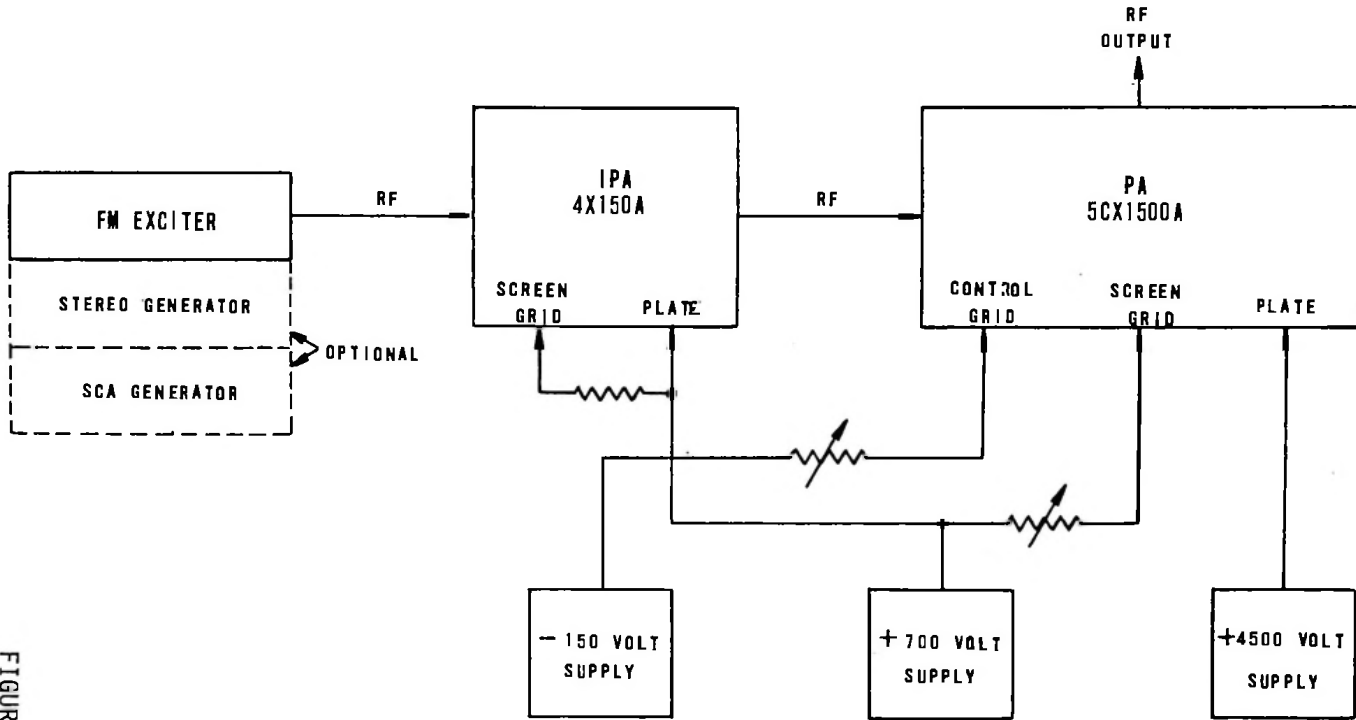 RF
OUTPUT
IPA
4X150A
PA
5CX1500A
FM EXCITER
RF
RF
STEREO GENERATOR
SCREEN
GRID
PLATE
CONTROL
GRID
SCREEN
GRID
PLATE
OPTIONAL
SCA GENERATOR
- 150 VOLT
SUPPLY
+ 700 VOLT
SUPPLY
+4500 VOLT
SUPPLY
FIGUR